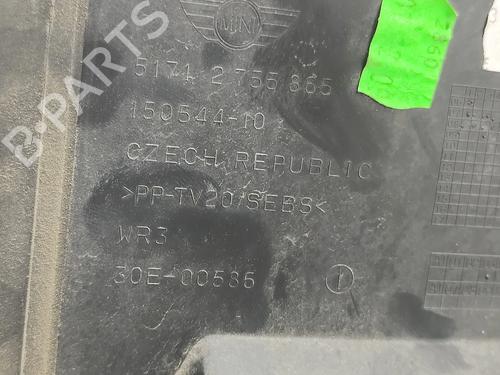 MINI
5171 2 755 865
150544-10
CZECH REPUBLIC
>PP-TV20/SEBS<
WR3
30E-00586
B-PARTS